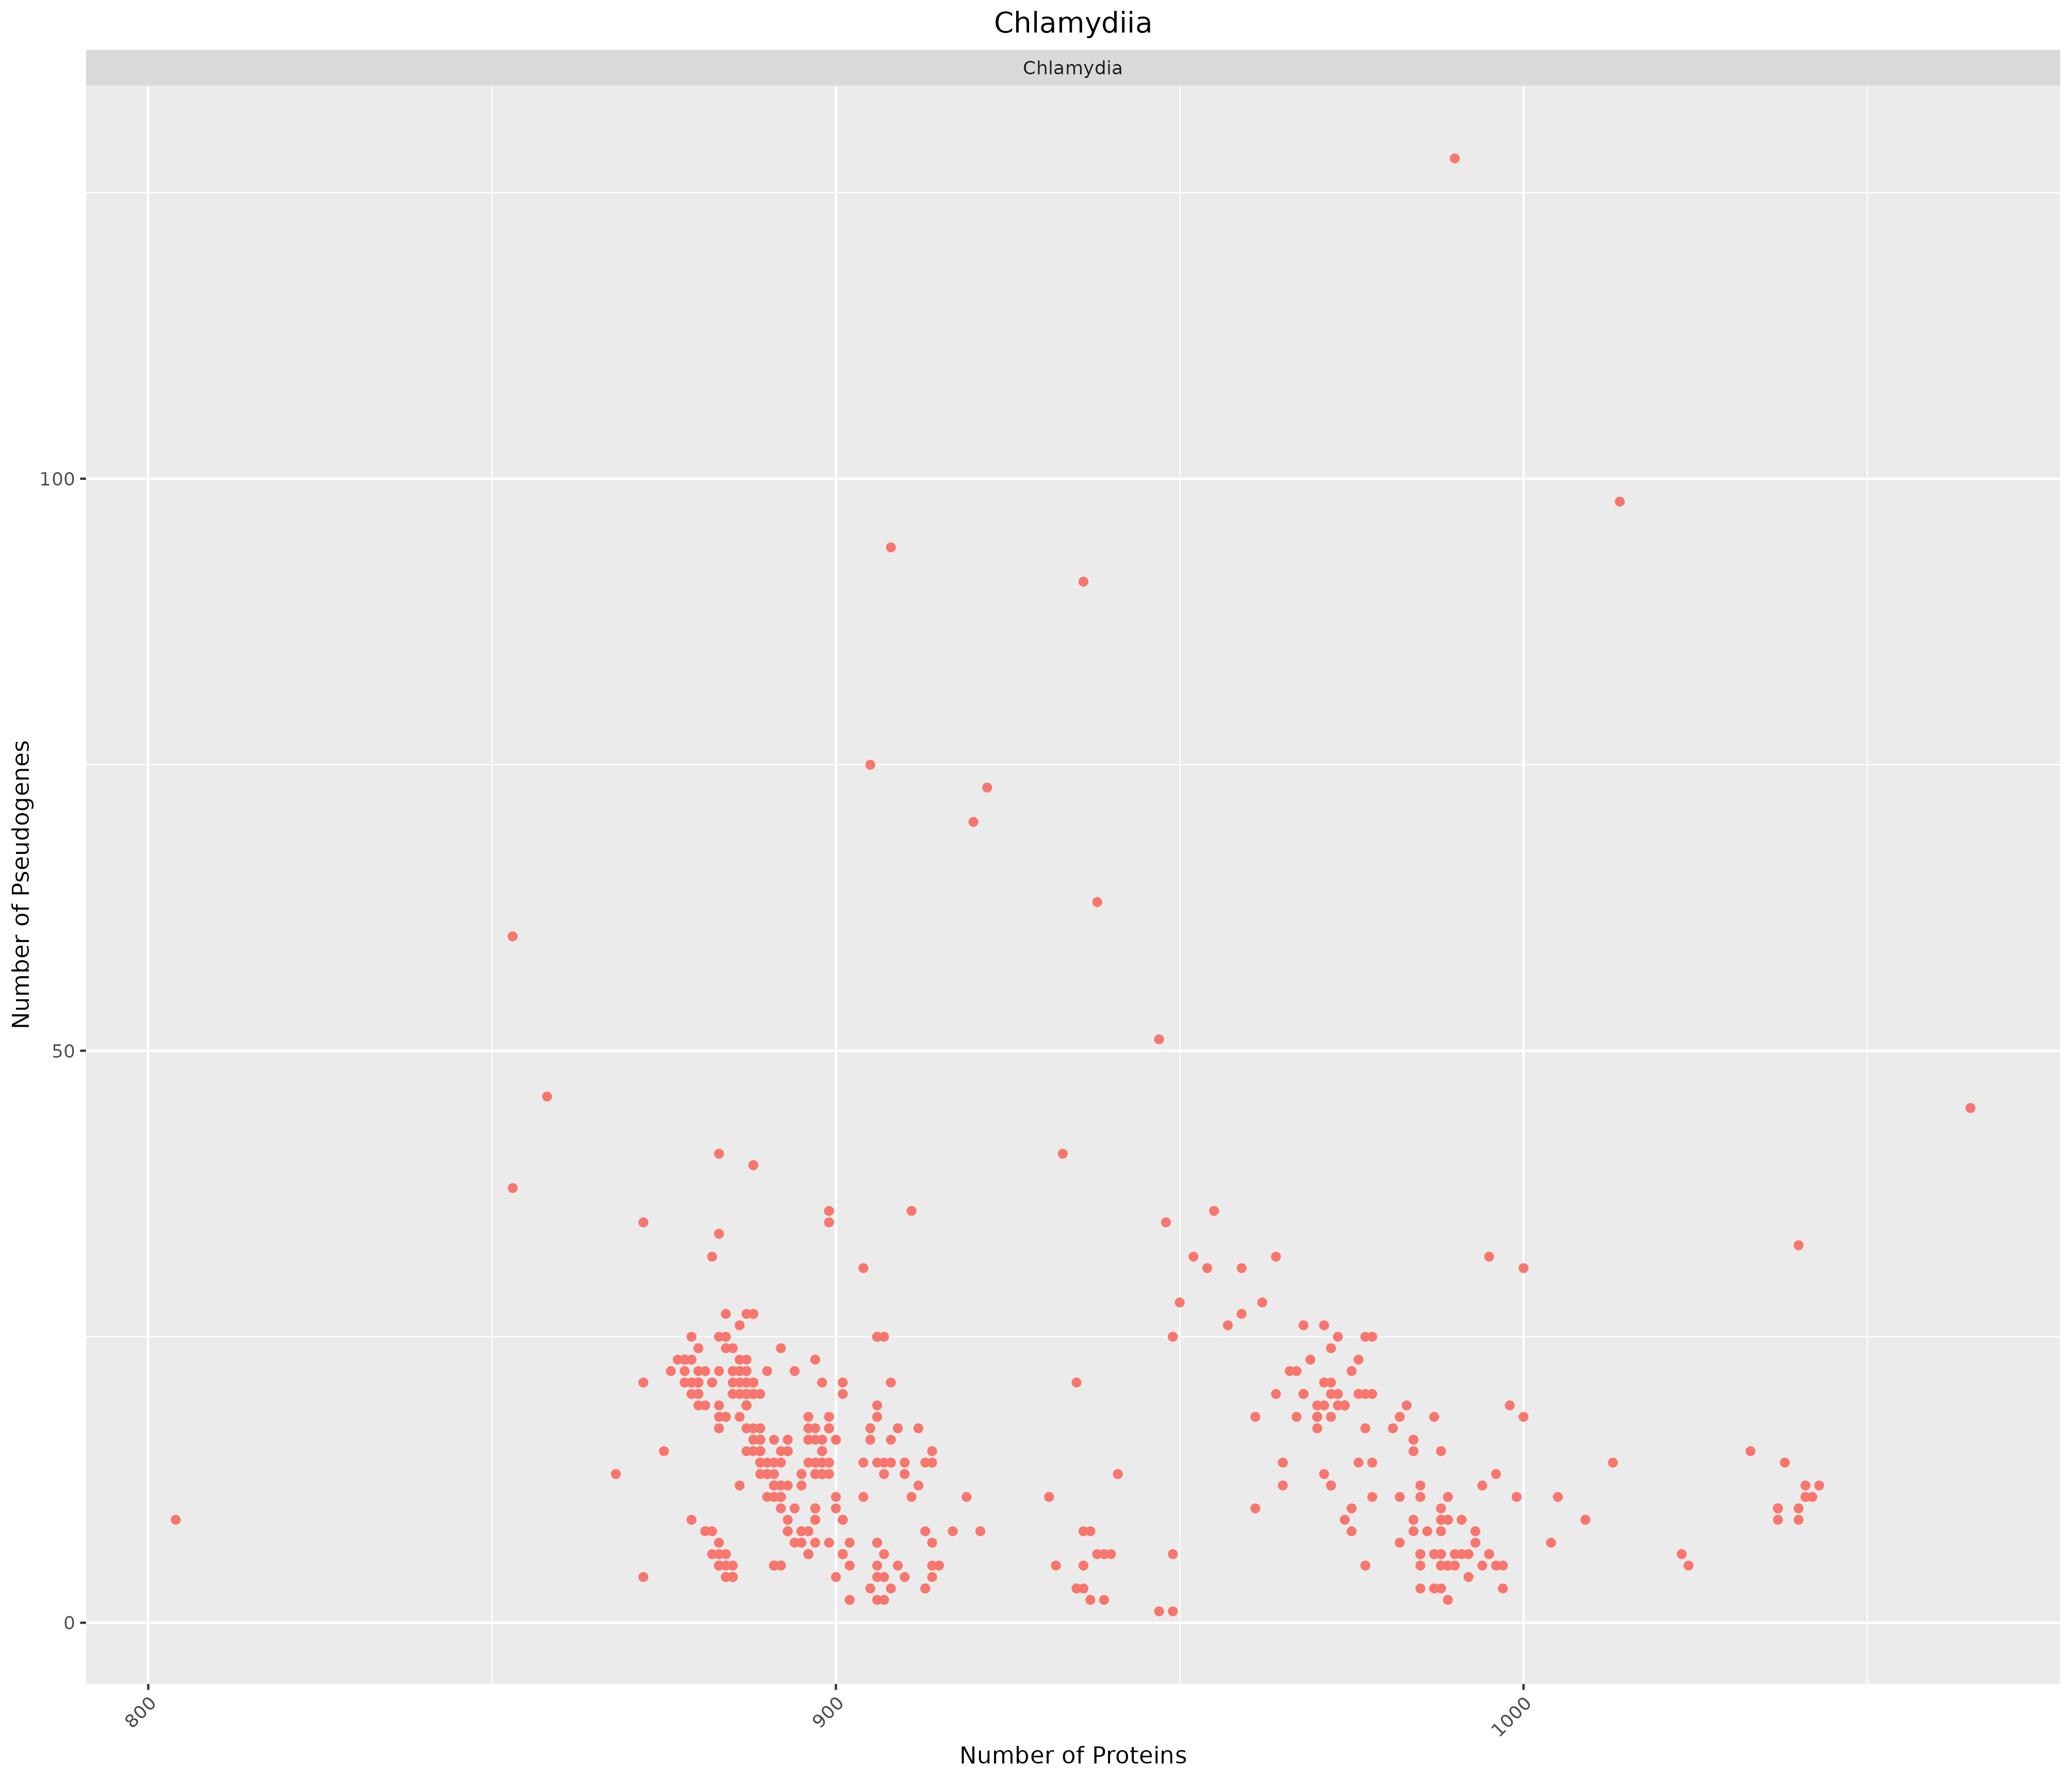 Chlamydiia
Chlamydia
Number of Pseudogenes
100
50
0
800
900
1000
Number of Proteins